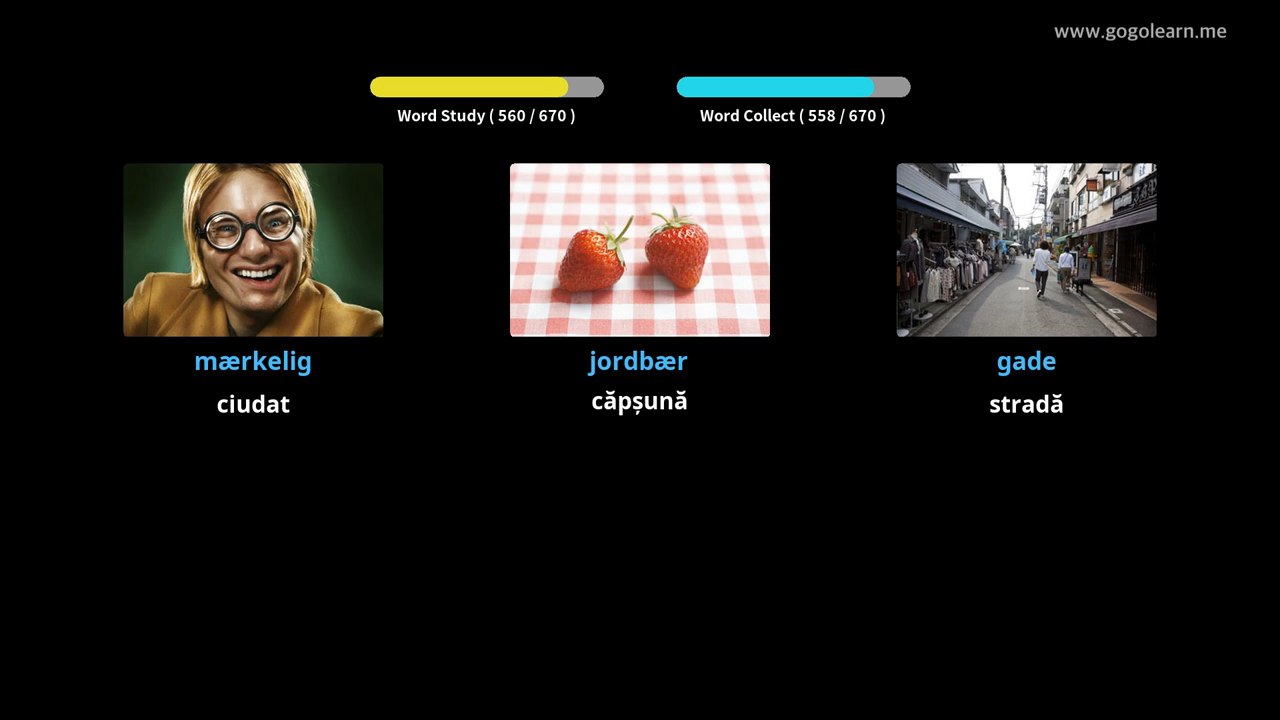 www.gogolearn.me
Word Study ( 560 / 670 )
Word Collect ( 558 / 670 )
mærkelig
jordbær
gade
ciudat
căpșună
stradă